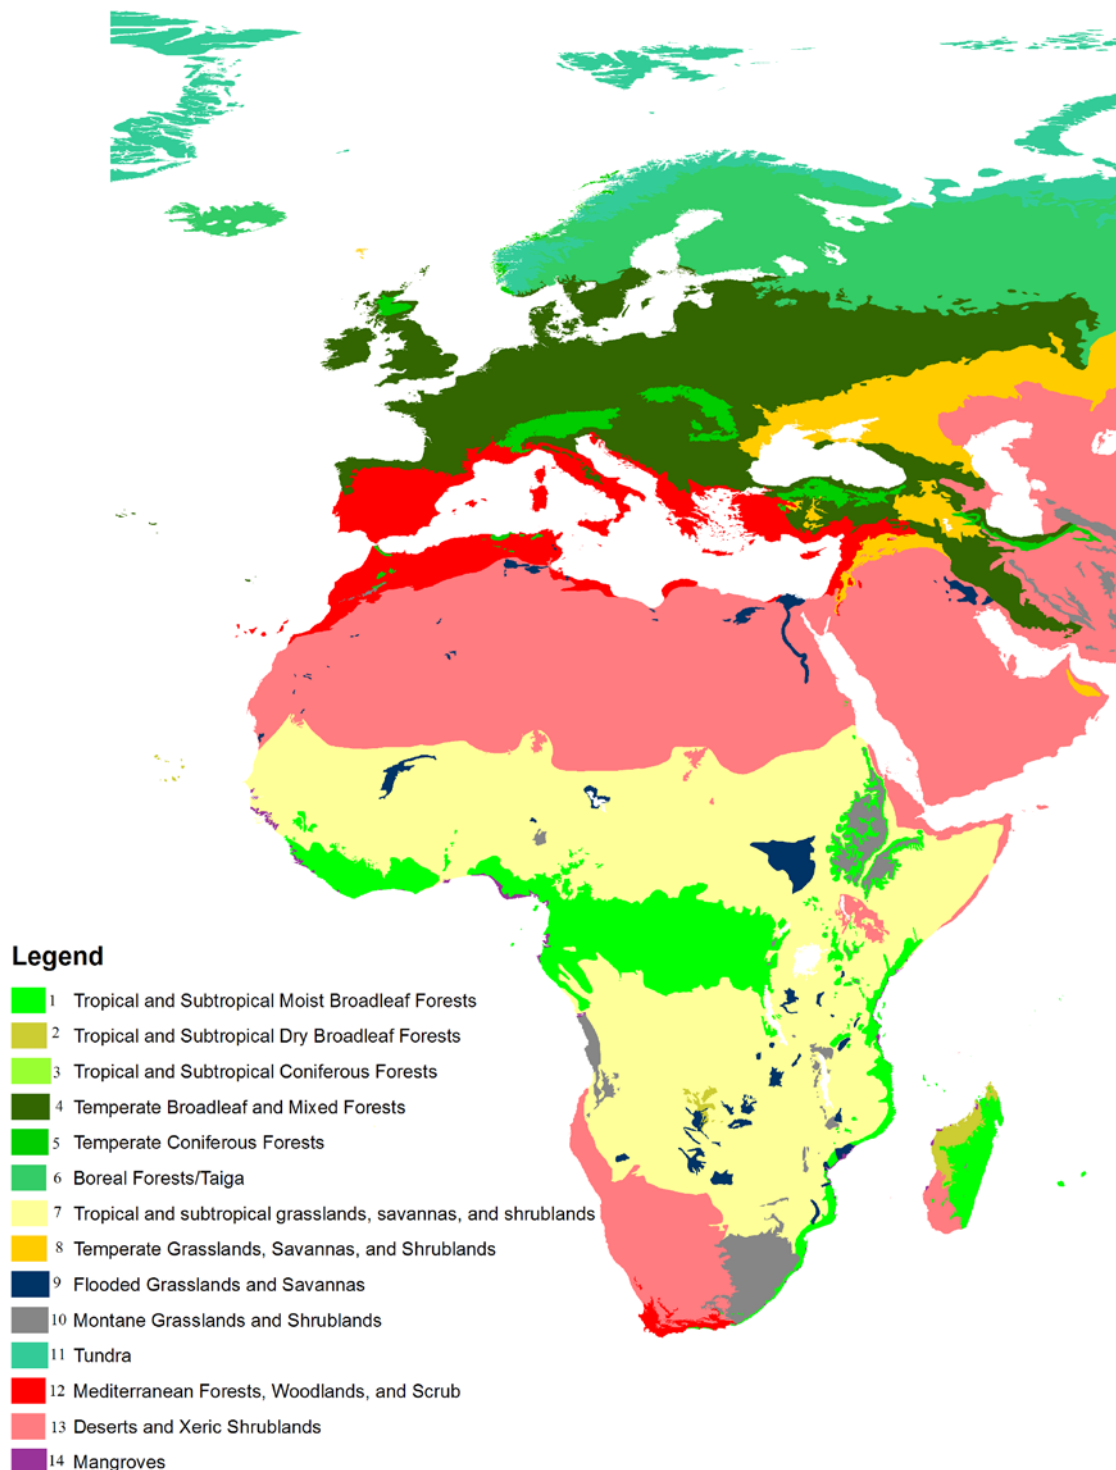 Legend
1 Tropical and Subtropical Moist Broadleaf Forests
2 Tropical and Subtropical Dry Broadleaf Forests
3 Tropical and Subtropical Coniferous Forests
4 Temperate Broadleaf and Mixed Forests
5 Temperate Coniferous Forests
6 Boreal Forests/Taiga
7 Tropical and subtropical grasslands, savannas, and shrublands
8 Temperate Grasslands, Savannas, and Shrublands
9 Flooded Grasslands and Savannas
10 Montane Grasslands and Shrublands
11 Tundra
12 Mediterranean Forests, Woodlands, and Scrub
13 Deserts and Xeric Shrublands
14 Mangroves